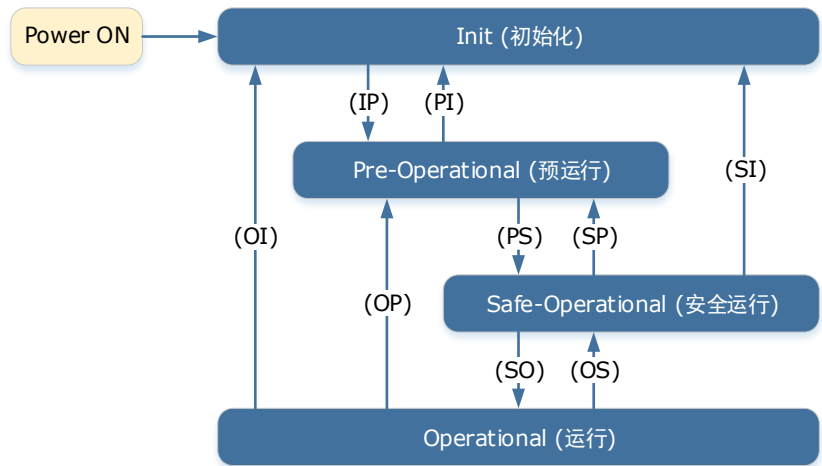 Power ON
Init (初始化)
(IP)
(PI)
Pre-Operational (预运行)
(SI)
(OI)
(PS)
(SP)
(OP)
Safe-Operational (安全运行)
(SO)
(OS)
Operational (运行)